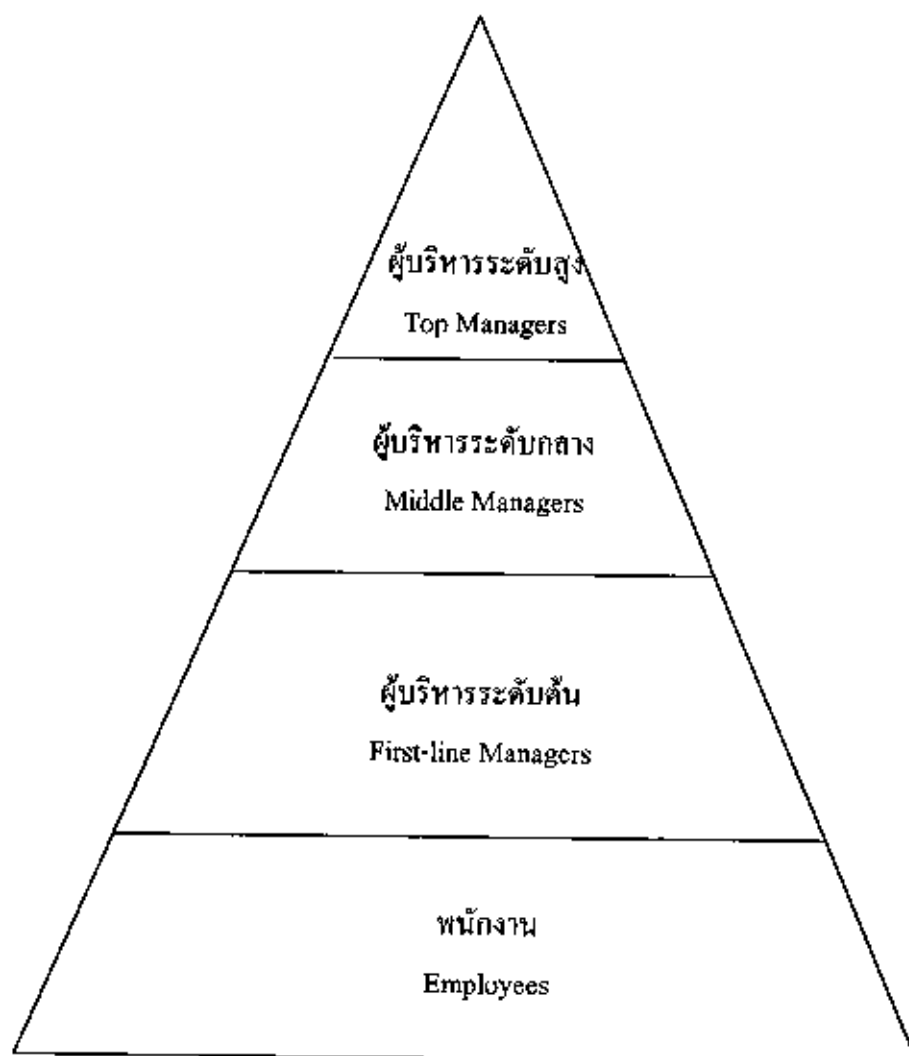 ผู้บริหารระดับสูง
Top Managers
ผู้บริหารระดับกลาง
Middle Managers
ผู้บริหารระดับต้น
First-line Managers
พนักงาน
Employees